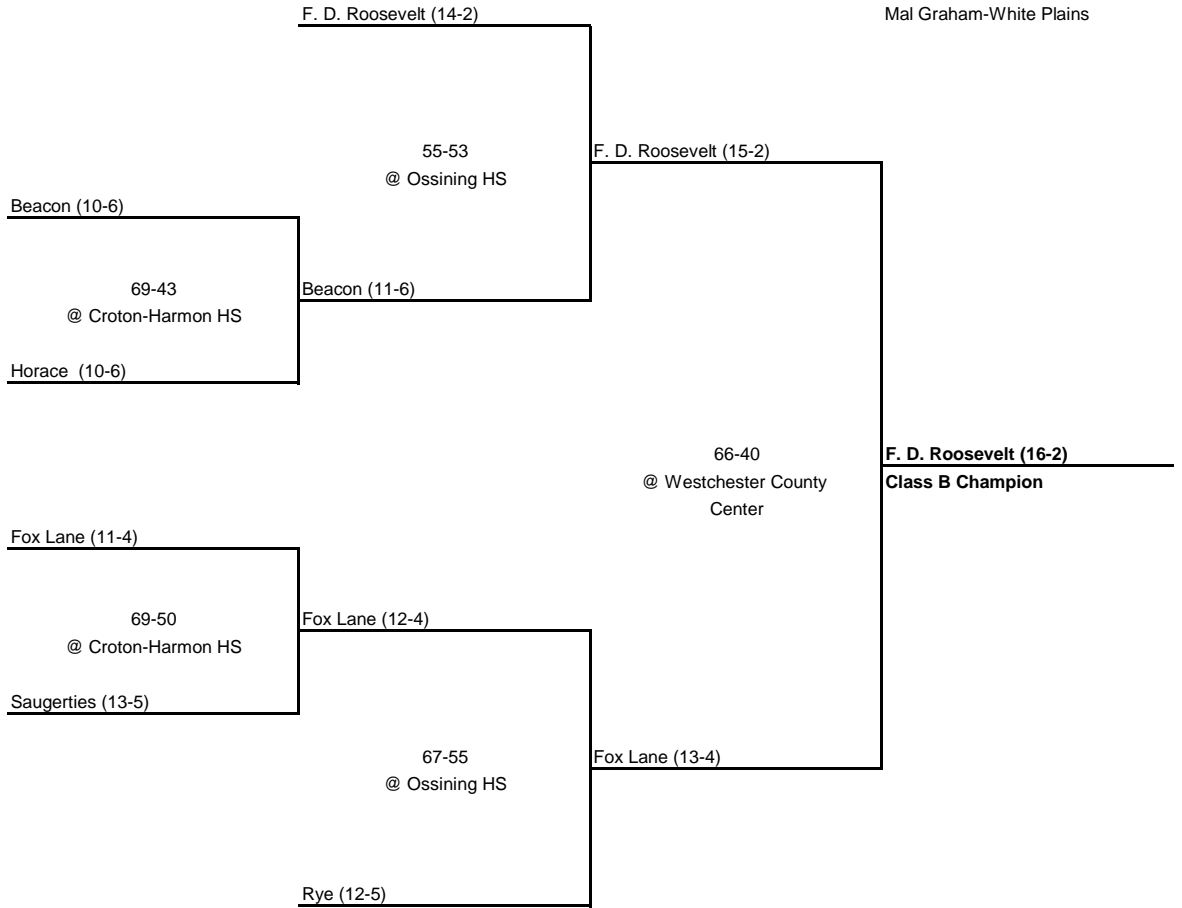 F. D. Roosevelt (14-2)
Mal Graham-White Plains
55-53
@ Ossining HS
F. D. Roosevelt (15-2)
Beacon (10-6)
69-43
@ Croton-Harmon HS
Beacon (11-6)
Horace (10-6)
66-40
@ Westchester County
Center
F. D. Roosevelt (16-2)
Class B Champion
Fox Lane (11-4)
69-50
@ Croton-Harmon HS
Fox Lane (12-4)
Saugerties (13-5)
67-55
@ Ossining HS
Fox Lane (13-4)
Rye (12-5)